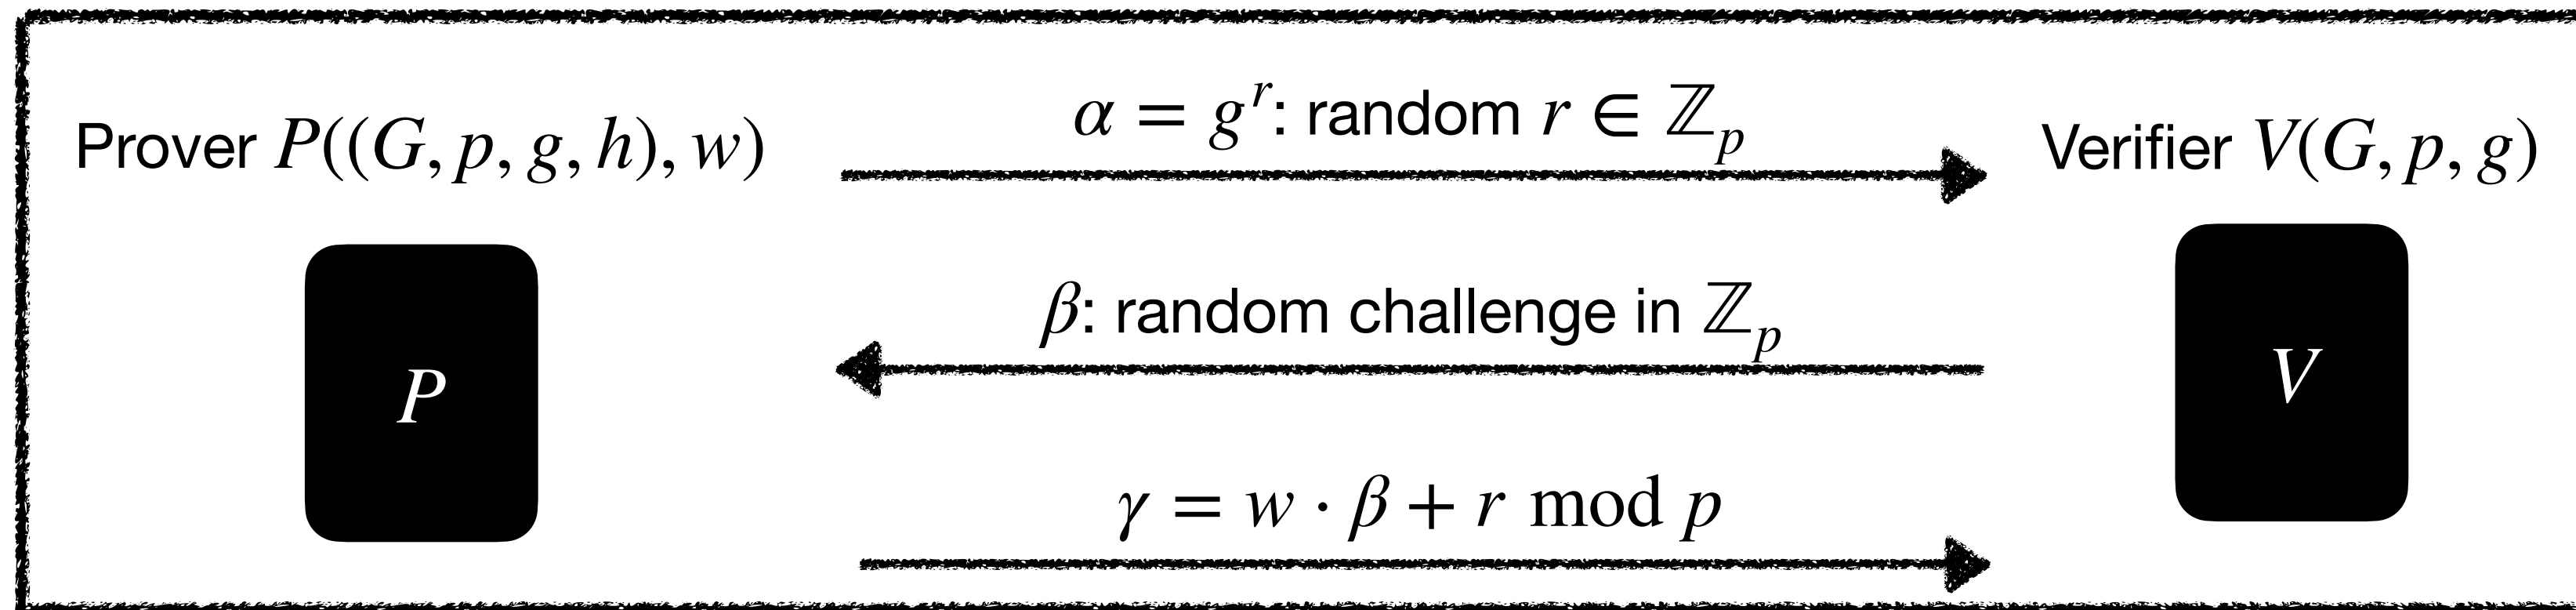 Prover P((G, p, g, h), w)
α = g^r: random r ∈ ℤ_p
Verifier V(G, p, g)
β: random challenge in ℤ_p
P
V
γ = w · β + r mod p